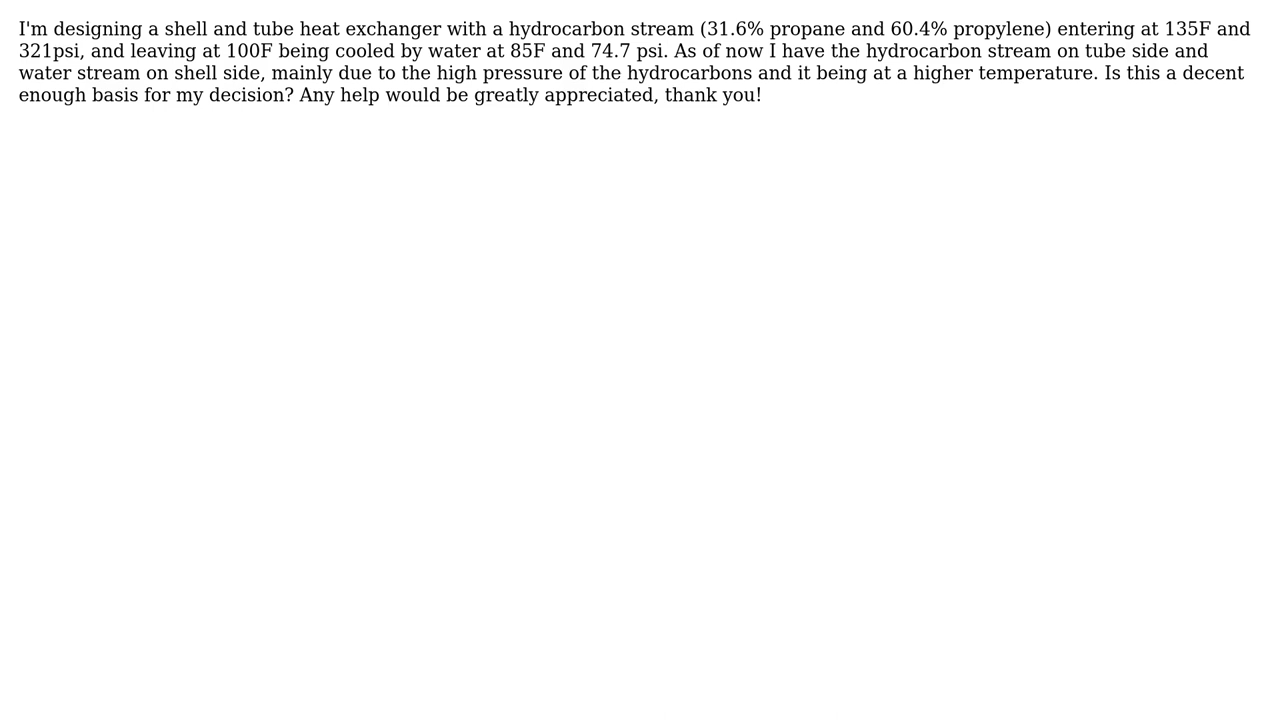 I'm designing a shell and tube heat exchanger with a hydrocarbon stream (31.6% propane and 60.4% propylene) entering at 135F and
321psi, and leaving at 100F being cooled by water at 85F and 74.7 psi. As of now I have the hydrocarbon stream on tube side and
water stream on shell side, mainly due to the high pressure of the hydrocarbons and it being at a higher temperature. Is this a decent
enough basis for my decision? Any help would be greatly appreciated, thank you!